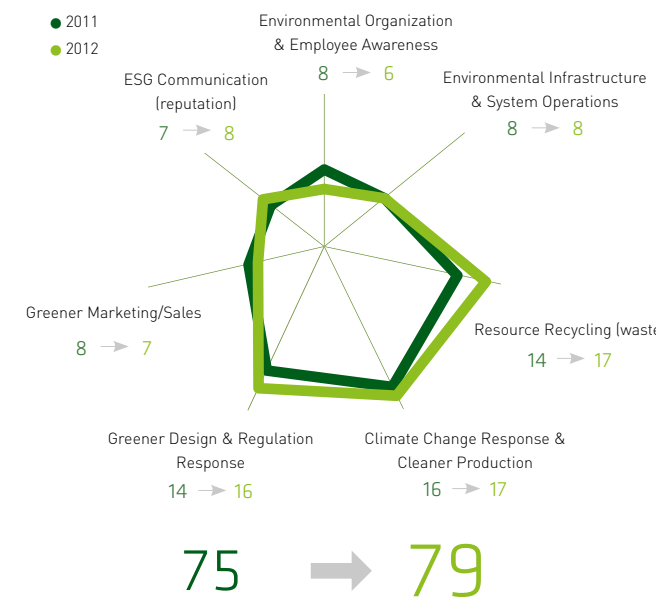 2011
2012
Environmental Organization
& Employee Awareness
8 6
ESG Communication
(reputation)
7 8
Environmental Infrastructure
& System Operations
8 8
Greener Marketing/Sales
8 7
Resource Recycling (waste
14 17
Greener Design & Regulation
Response
14 16
Climate Change Response &
Cleaner Production
16 17
75 79